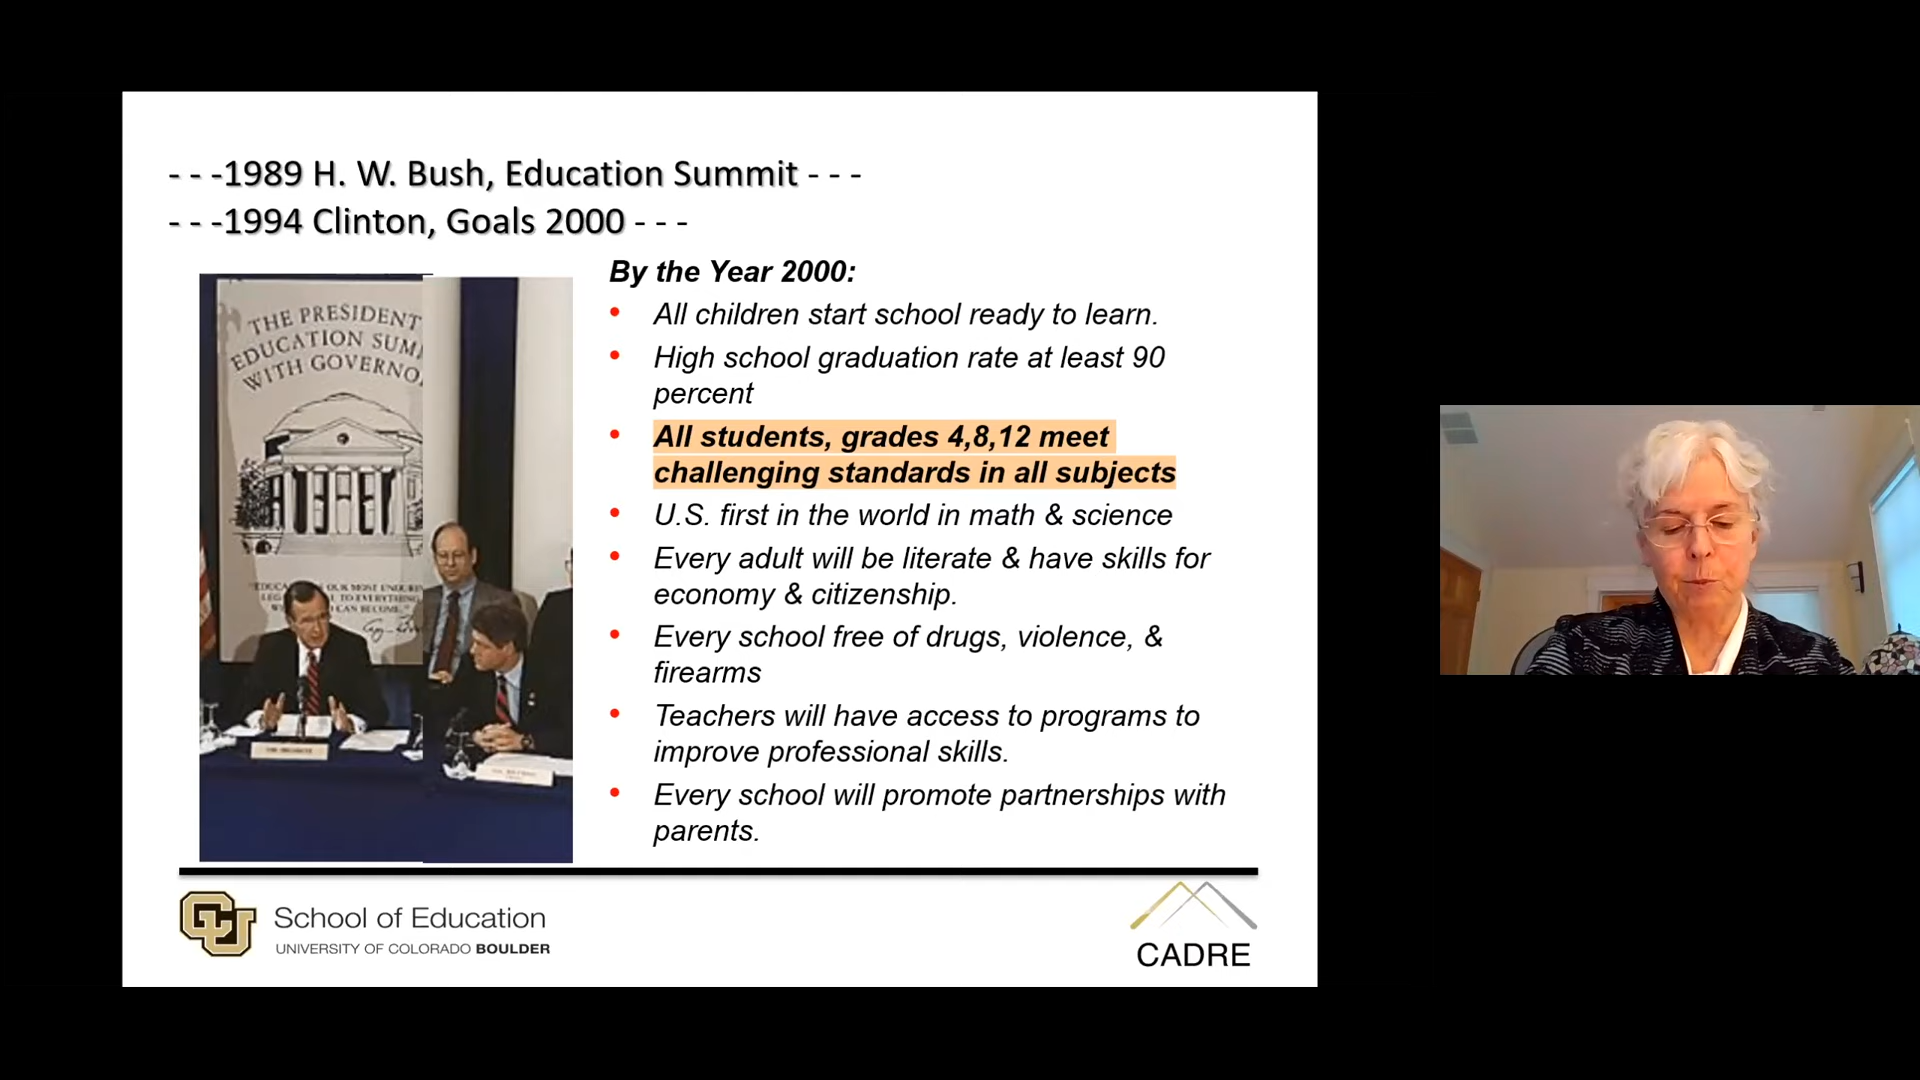 - - -1989 H. W. Bush, Education Summit - - -
- - -1994 Clinton, Goals 2000 - - -
THE PRESIDENT
EDUCATION SUM
WITH GOVERNO
By the Year 2000:
• All children start school ready to learn.
• High school graduation rate at least 90
percent
• All students, grades 4,8,12 meet
challenging standards in all subjects
• U.S. first in the world in math & science
• Every adult will be literate & have skills for
economy & citizenship.
• Every school free of drugs, violence, &
firearms
• Teachers will have access to programs to
improve professional skills.
• Every school will promote partnerships with
parents.
CU
School of Education
UNIVERSITY OF COLORADO BOULDER
CADRE